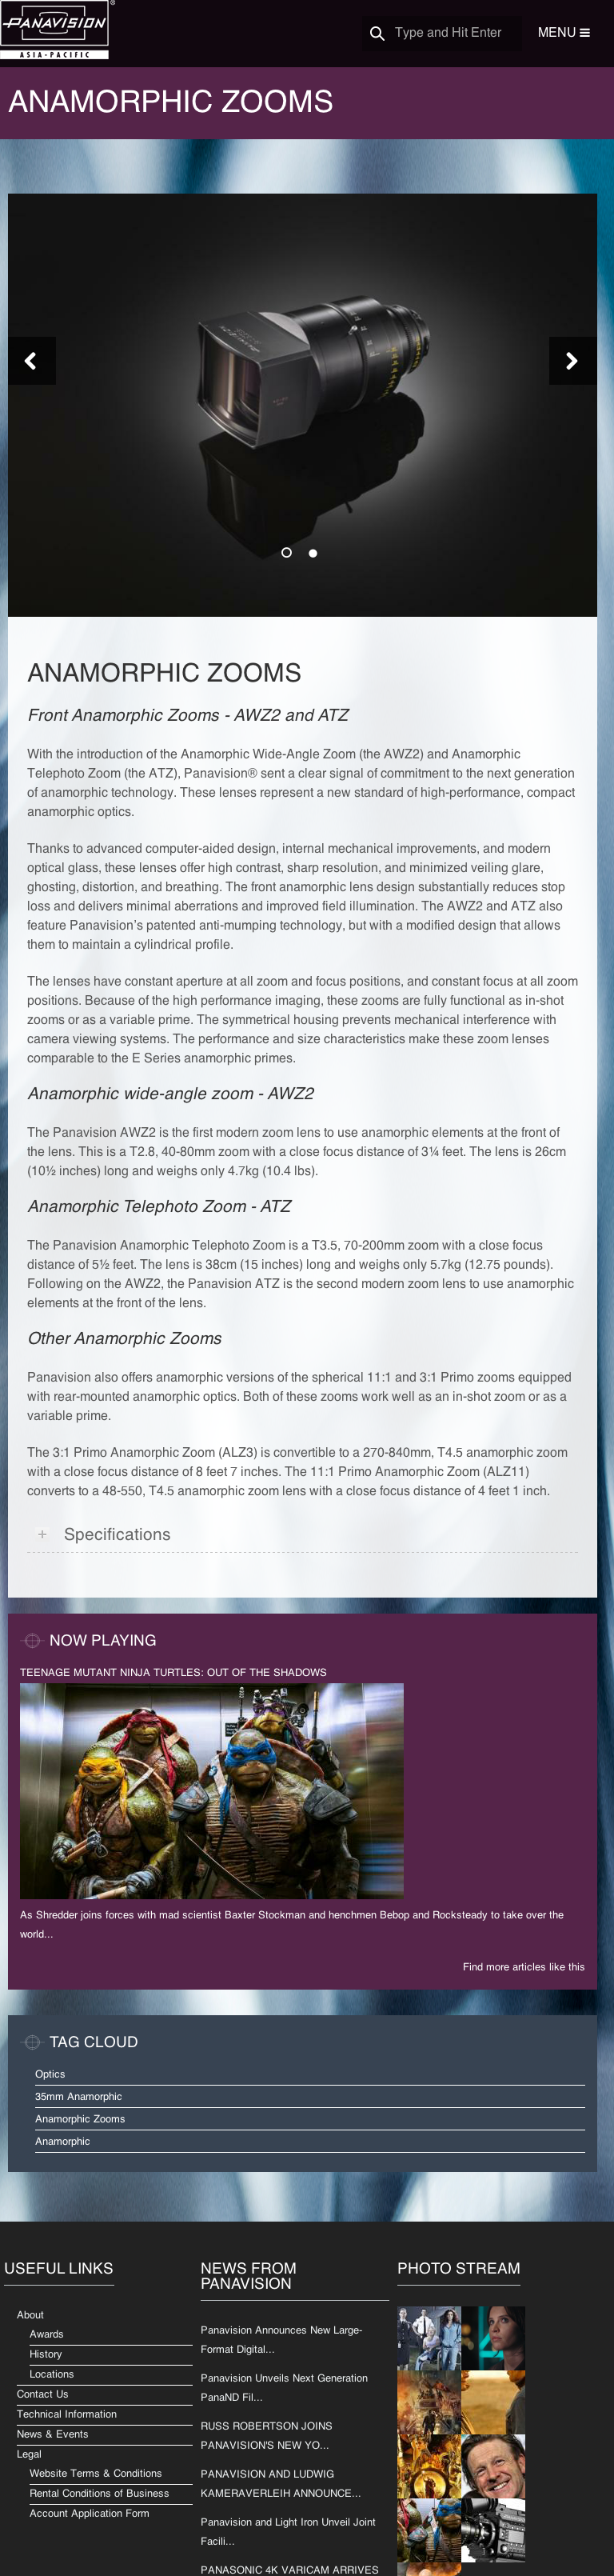 PANAVISION®
ASIA-PACIFIC
Type and Hit Enter
MENU
ANAMORPHIC ZOOMS
ANAMORPHIC ZOOMS
Front Anamorphic Zooms - AWZ2 and ATZ
With the introduction of the Anamorphic Wide-Angle Zoom (the AWZ2) and Anamorphic
Telephoto Zoom (the ATZ), Panavision® sent a clear signal of commitment to the next generation
of anamorphic technology. These lenses represent a new standard of high-performance, compact
anamorphic optics.
Thanks to advanced computer-aided design, internal mechanical improvements, and modern
optical glass, these lenses offer high contrast, sharp resolution, and minimized veiling glare,
ghosting, distortion, and breathing. The front anamorphic lens design substantially reduces stop
loss and delivers minimal aberrations and improved field illumination. The AWZ2 and ATZ also
feature Panavision's patented anti-mumping technology, but with a modified design that allows
them to maintain a cylindrical profile.
The lenses have constant aperture at all zoom and focus positions, and constant focus at all zoom
positions. Because of the high performance imaging, these zooms are fully functional as in-shot
zooms or as a variable prime. The symmetrical housing prevents mechanical interference with
camera viewing systems. The performance and size characteristics make these zoom lenses
comparable to the E Series anamorphic primes.
Anamorphic wide-angle zoom - AWZ2
The Panavision AWZ2 is the first modern zoom lens to use anamorphic elements at the front of
the lens. This is a T2.8, 40-80mm zoom with a close focus distance of 3¼ feet. The lens is 26cm
(10½ inches) long and weighs only 4.7kg (10.4 lbs).
Anamorphic Telephoto Zoom - ATZ
The Panavision Anamorphic Telephoto Zoom is a T3.5, 70-200mm zoom with a close focus
distance of 5½ feet. The lens is 38cm (15 inches) long and weighs only 5.7kg (12.75 pounds).
Following on the AWZ2, the Panavision ATZ is the second modern zoom lens to use anamorphic
elements at the front of the lens.
Other Anamorphic Zooms
Panavision also offers anamorphic versions of the spherical 11:1 and 3:1 Primo zooms equipped
with rear-mounted anamorphic optics. Both of these zooms work well as an in-shot zoom or as a
variable prime.
The 3:1 Primo Anamorphic Zoom (ALZ3) is convertible to a 270-840mm, T4.5 anamorphic zoom
with a close focus distance of 8 feet 7 inches. The 11:1 Primo Anamorphic Zoom (ALZ11)
converts to a 48-550, T4.5 anamorphic zoom lens with a close focus distance of 4 feet 1 inch.
+ Specifications
NOW PLAYING
TEENAGE MUTANT NINJA TURTLES: OUT OF THE SHADOWS
As Shredder joins forces with mad scientist Baxter Stockman and henchmen Bebop and Rocksteady to take over the
world...
Find more articles like this
TAG CLOUD
Optics
35mm Anamorphic
Anamorphic Zooms
Anamorphic
USEFUL LINKS
About
Awards
History
Locations
Contact Us
Technical Information
News & Events
Legal
Website Terms & Conditions
Rental Conditions of Business
Account Application Form
NEWS FROM
PANAVISION
Panavision Announces New Large-
Format Digital...
Panavision Unveils Next Generation
PanaND Fil...
RUSS ROBERTSON JOINS
PANAVISION'S NEW YO...
PANAVISION AND LUDWIG
KAMERAVERLEIH ANNOUNCE...
Panavision and Light Iron Unveil Joint
Facili...
PANASONIC 4K VARICAM ARRIVES
PHOTO STREAM